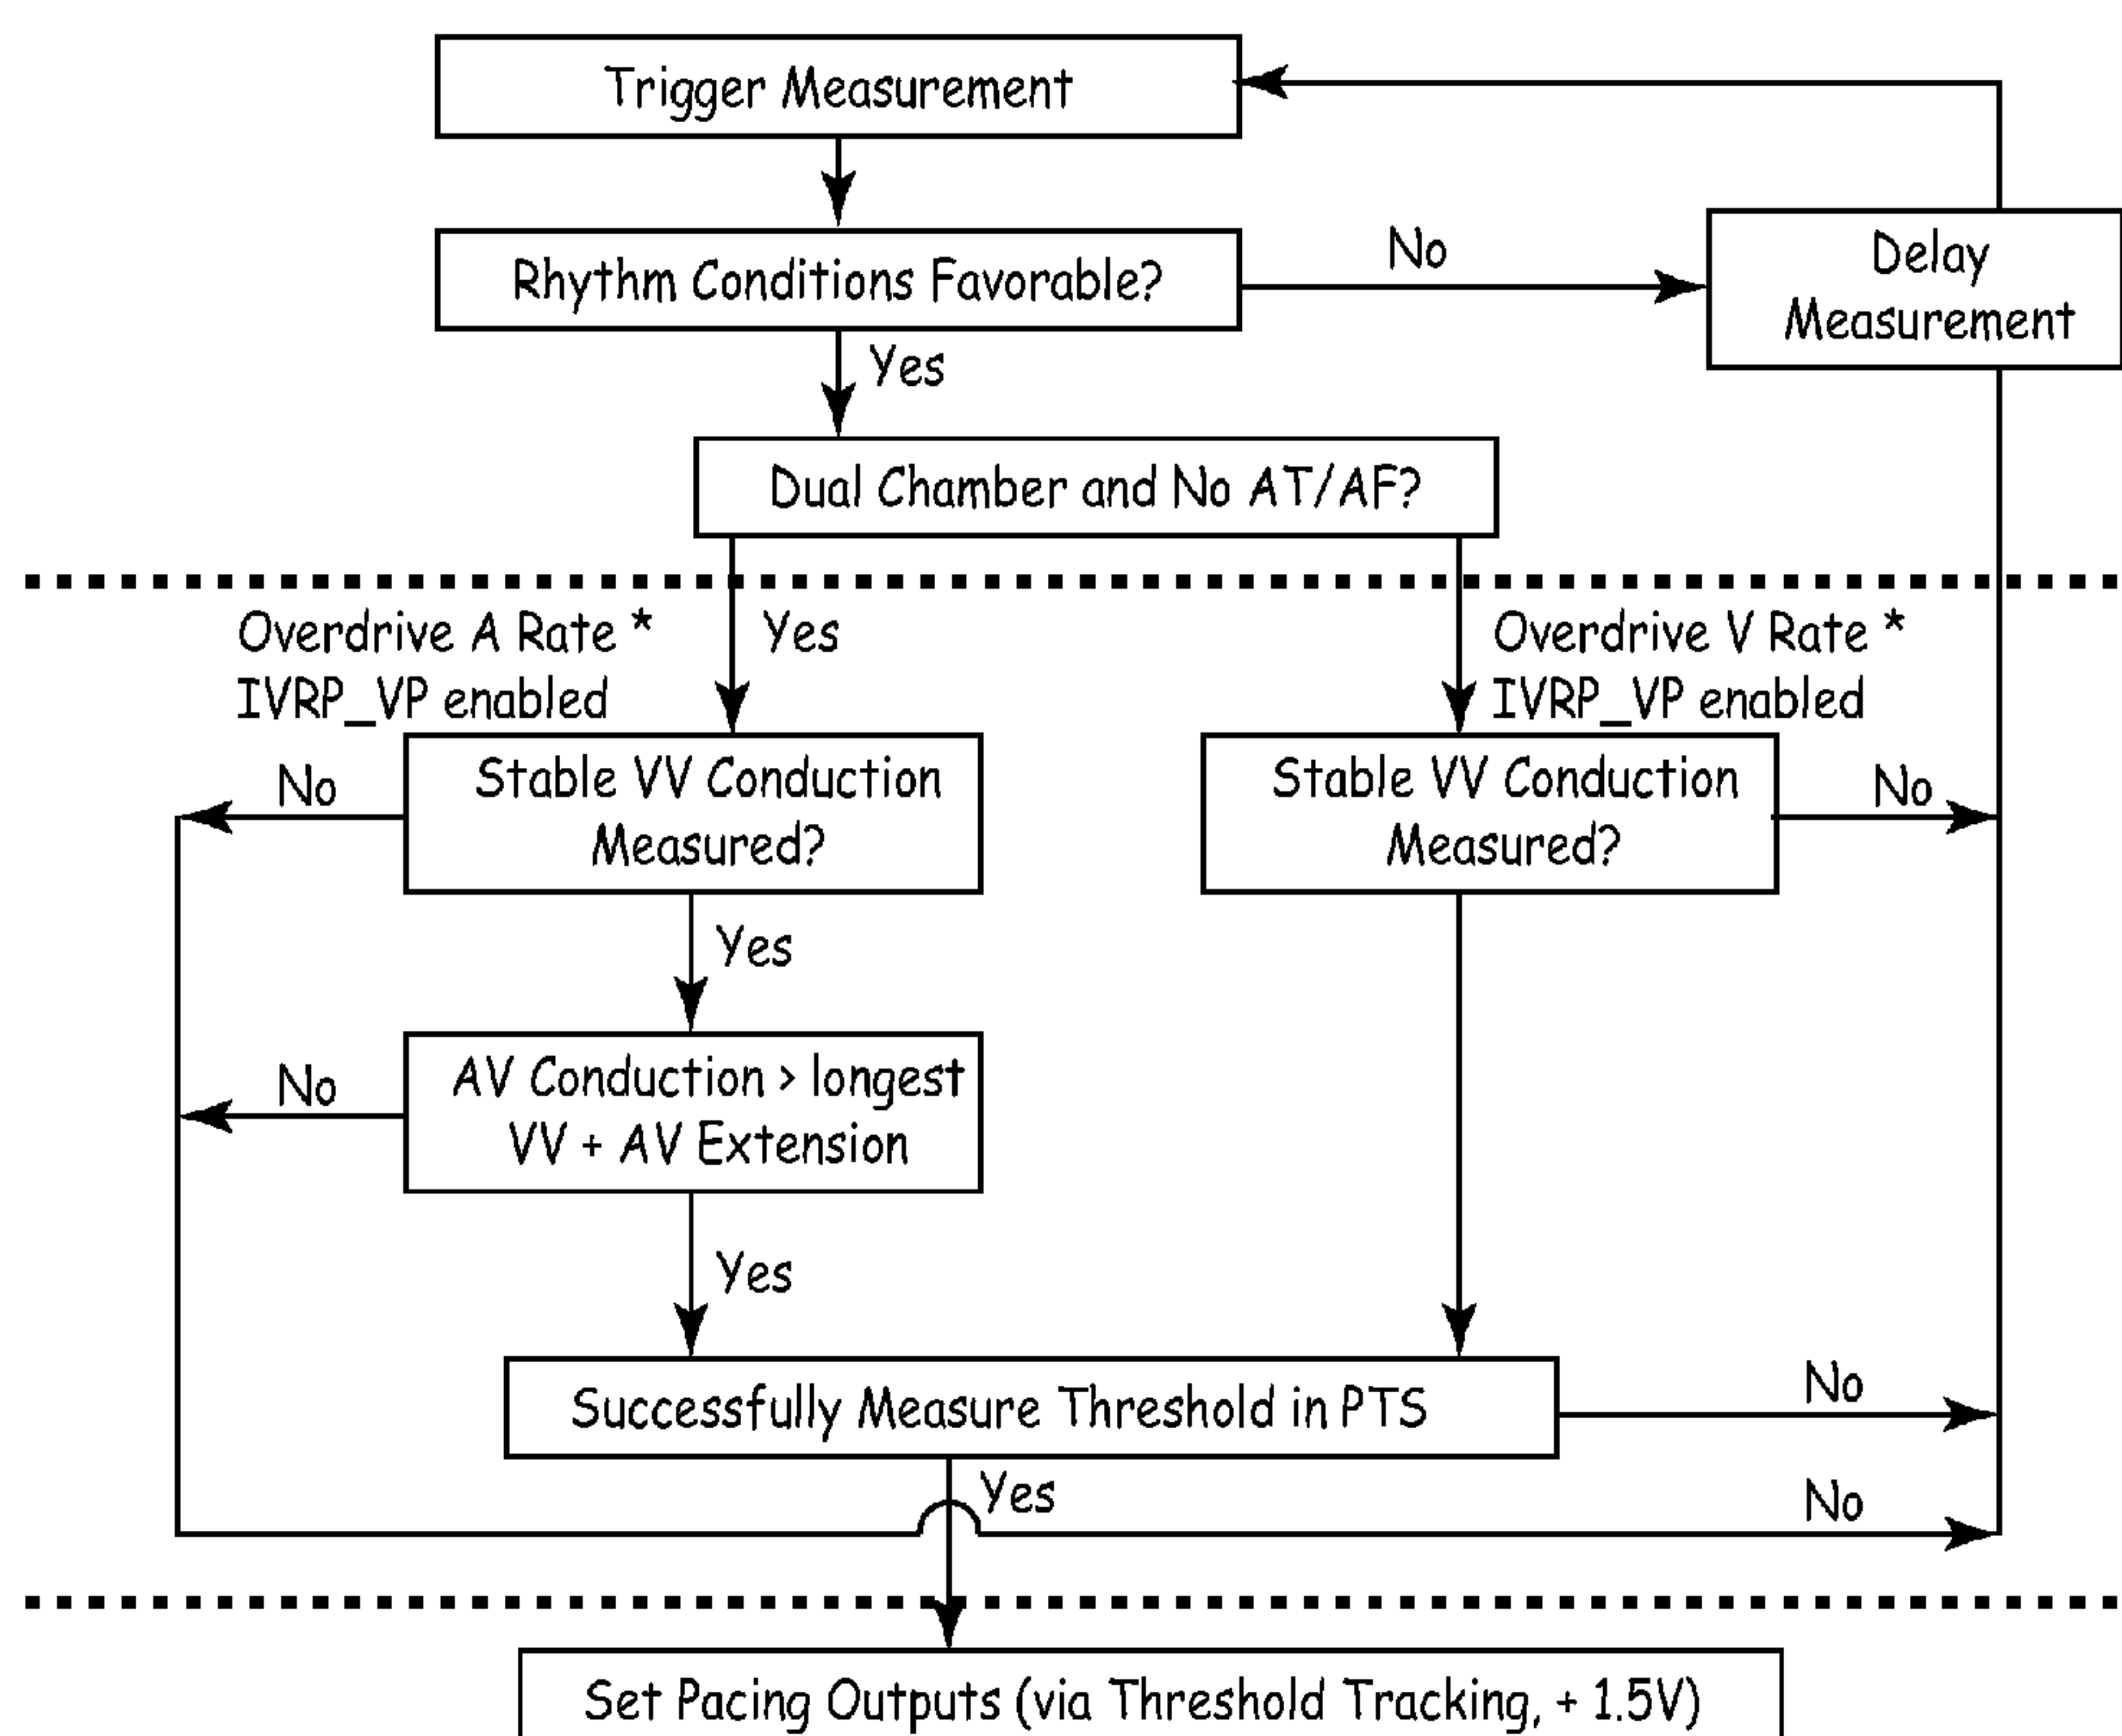 Trigger Measurement
Rhythm Conditions Favorable?
No
Delay
Measurement
Yes
Dual Chamber and No AT/AF?
Overdrive A Rate *
IVRP_VP enabled
Yes
Overdrive V Rate *
IVRP_VP enabled
No
Stable VV Conduction
Measured?
Stable VV Conduction
Measured?
No
Yes
No
AV Conduction > longest
VV + AV Extension
Yes
Successfully Measure Threshold in PTS
No
Yes
No
Set Pacing Outputs (via Threshold Tracking, + 1.5V)